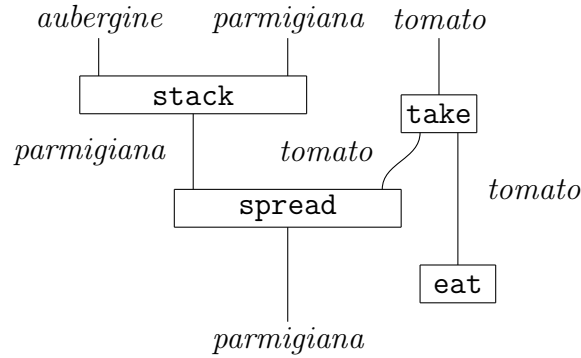 aubergine parmigiana tomato
stack
take
parmigiana tomato
tomato
spread
eat
parmigiana